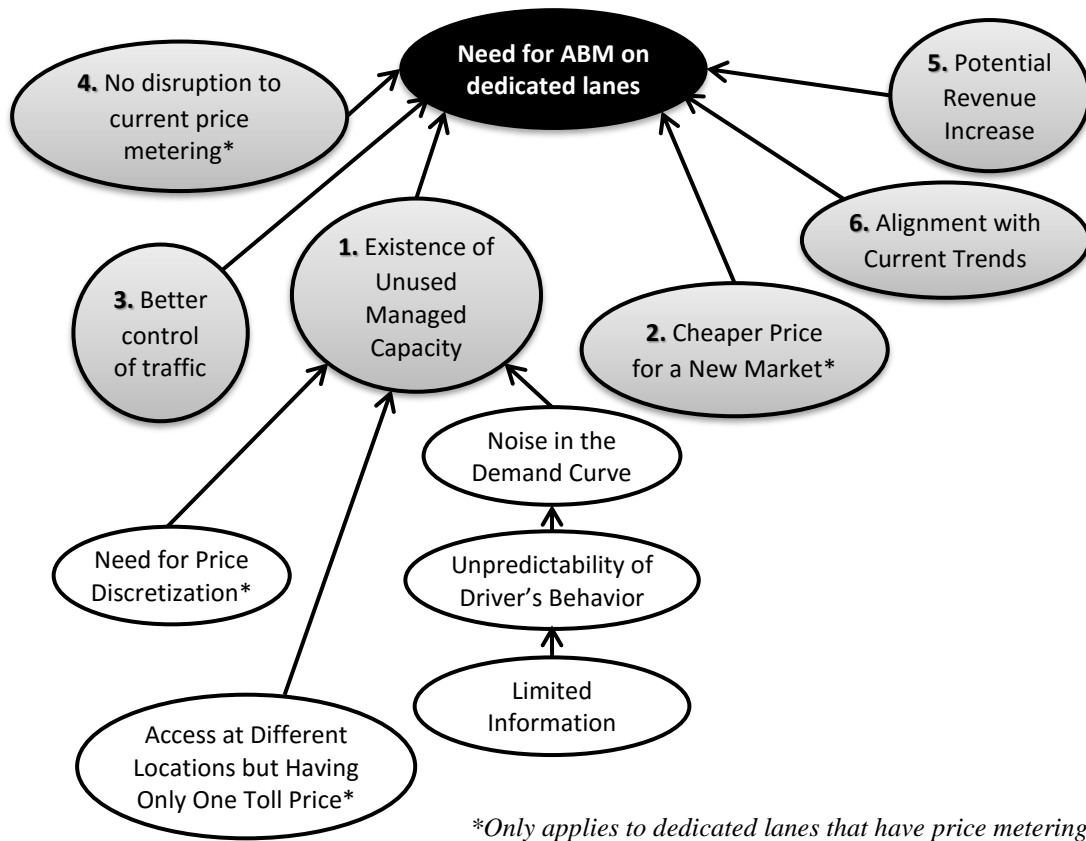 Need for ABM on
dedicated lanes
4. No disruption to
current price
metering*
5. Potential
Revenue
Increase
6. Alignment with
Current Trends
1. Existence of
Unused
Managed
Capacity
3. Better
control
of traffic
2. Cheaper Price
for a New Market*
Noise in the
Demand Curve
Need for Price
Discretization*
Unpredictability of
Driver’s Behavior
Limited
Information
Access at Different
Locations but Having
Only One Toll Price*
*Only applies to dedicated lanes that have price metering